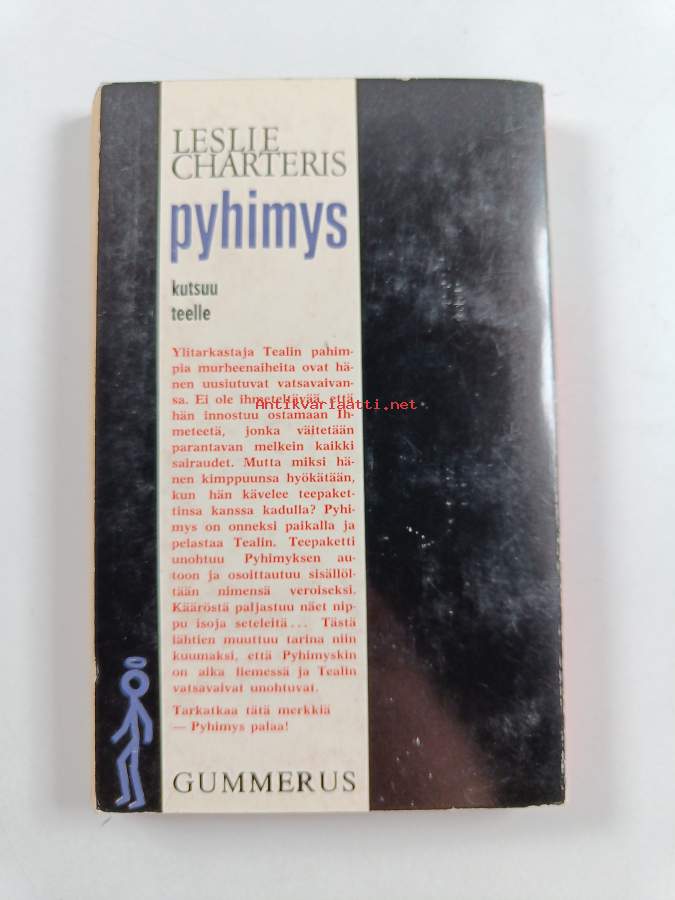 LESLIE
CHARTERIS
pyhimys
kutsuu
teelle
Ylitarkastaja Tealin pahim-
pia murheenaiheita ovat hä-
nen uusiutuvat vatsavaivan-
sa. Ei ole ihmeteltävää, että
hän innostuu ostamaan Ih-
Antikvariaatti.net
meteetä, jonka väitetään
parantavan melkein kaikki
sairaudet. Mutta miksi hä-
nen kimppuunsa hyökätään,
kun hän kävelee teepaket-
tinsa kanssa kadulla? Pyhi-
mys on onneksi paikalla ja
pelastaa Tealin. Teepaketti
unohtuu Pyhimyksen au-
toon ja osoittautuu sisällöl-
tään nimensä veroiseksi.
Kääröstä paljastuu näet nip-
pu isoja seteleitä... Tästä
lähtien muuttuu tarina niin
kuumaksi, että Pyhimyskin
on aika liemessä ja Tealin
vatsavaivat unohtuvat.
Tarkatkaa tätä merkkiä
— Pyhimys palaa!
GUMMERUS